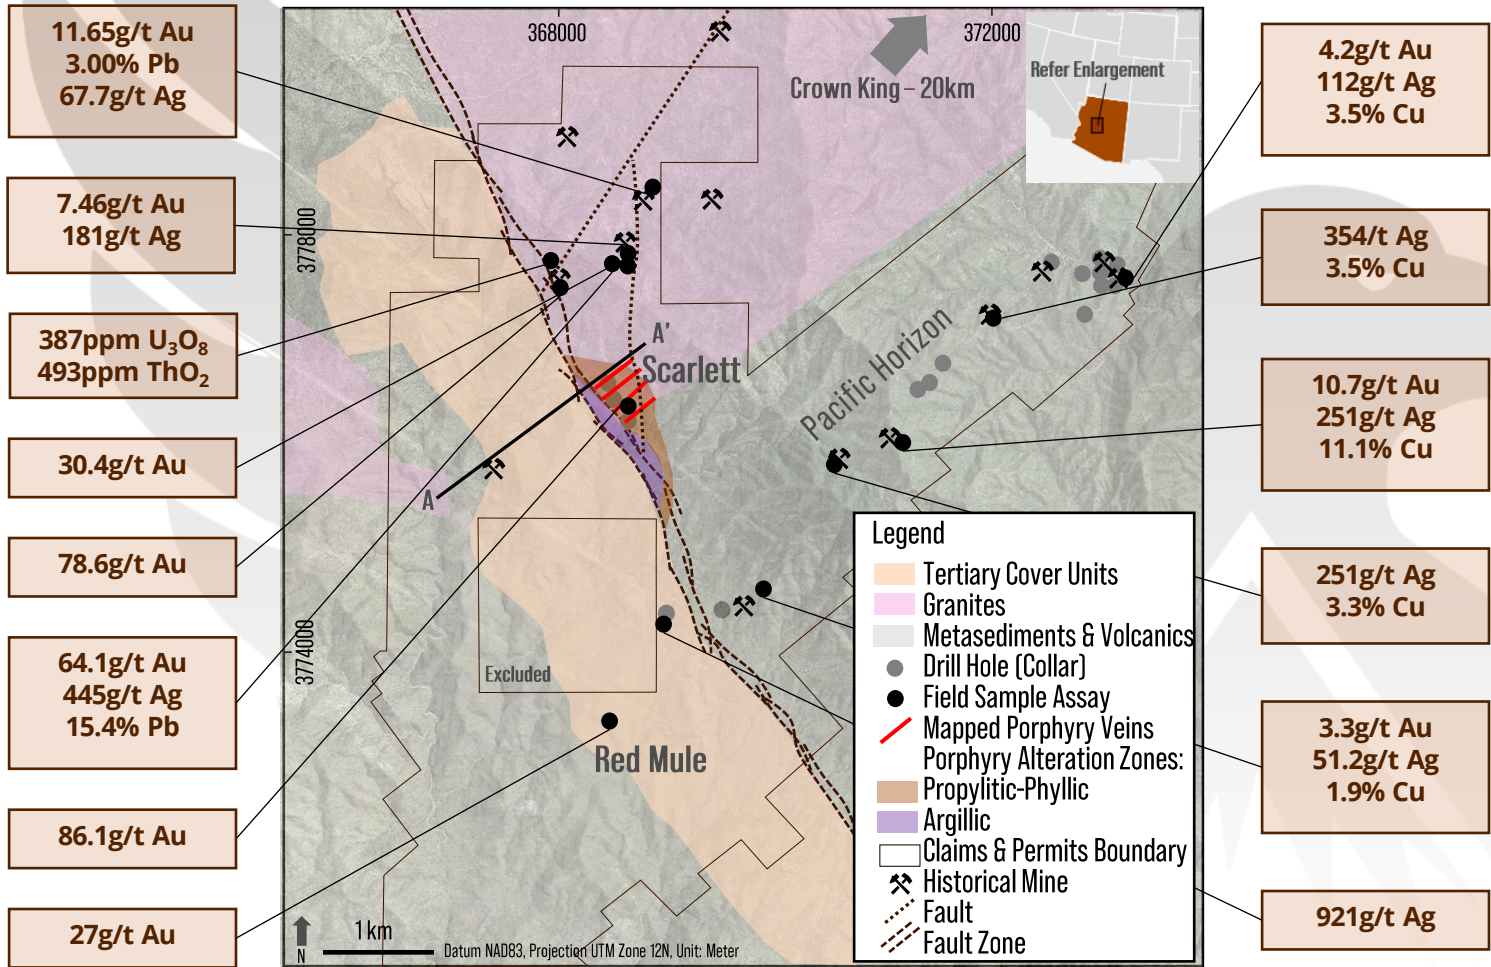 11.65g/t Au
3.00% Pb
67.7g/t Ag
7.46g/t Au
181g/t Ag
387ppm U₃O₈
493ppm ThO₂
30.4g/t Au
78.6g/t Au
64.1g/t Au
445g/t Ag
15.4% Pb
86.1g/t Au
27g/t Au
368000
372000
3778000
3774000
Crown King – 20km
Refer Enlargement
A'
Scarlett
A
Pacific Horizon
Excluded
Red Mule
N
1 km
Datum NAD83, Projection UTM Zone 12N, Unit: Meter
Legend
Tertiary Cover Units
Granites
Metasediments & Volcanics
Drill Hole (Collar)
Field Sample Assay
Mapped Porphyry Veins
Porphyry Alteration Zones:
Propylitic-Phyllic
Argillic
Claims & Permits Boundary
Historical Mine
Fault
Fault Zone
4.2g/t Au
112g/t Ag
3.5% Cu
354/t Ag
3.5% Cu
10.7g/t Au
251g/t Ag
11.1% Cu
251g/t Ag
3.3% Cu
3.3g/t Au
51.2g/t Ag
1.9% Cu
921g/t Ag